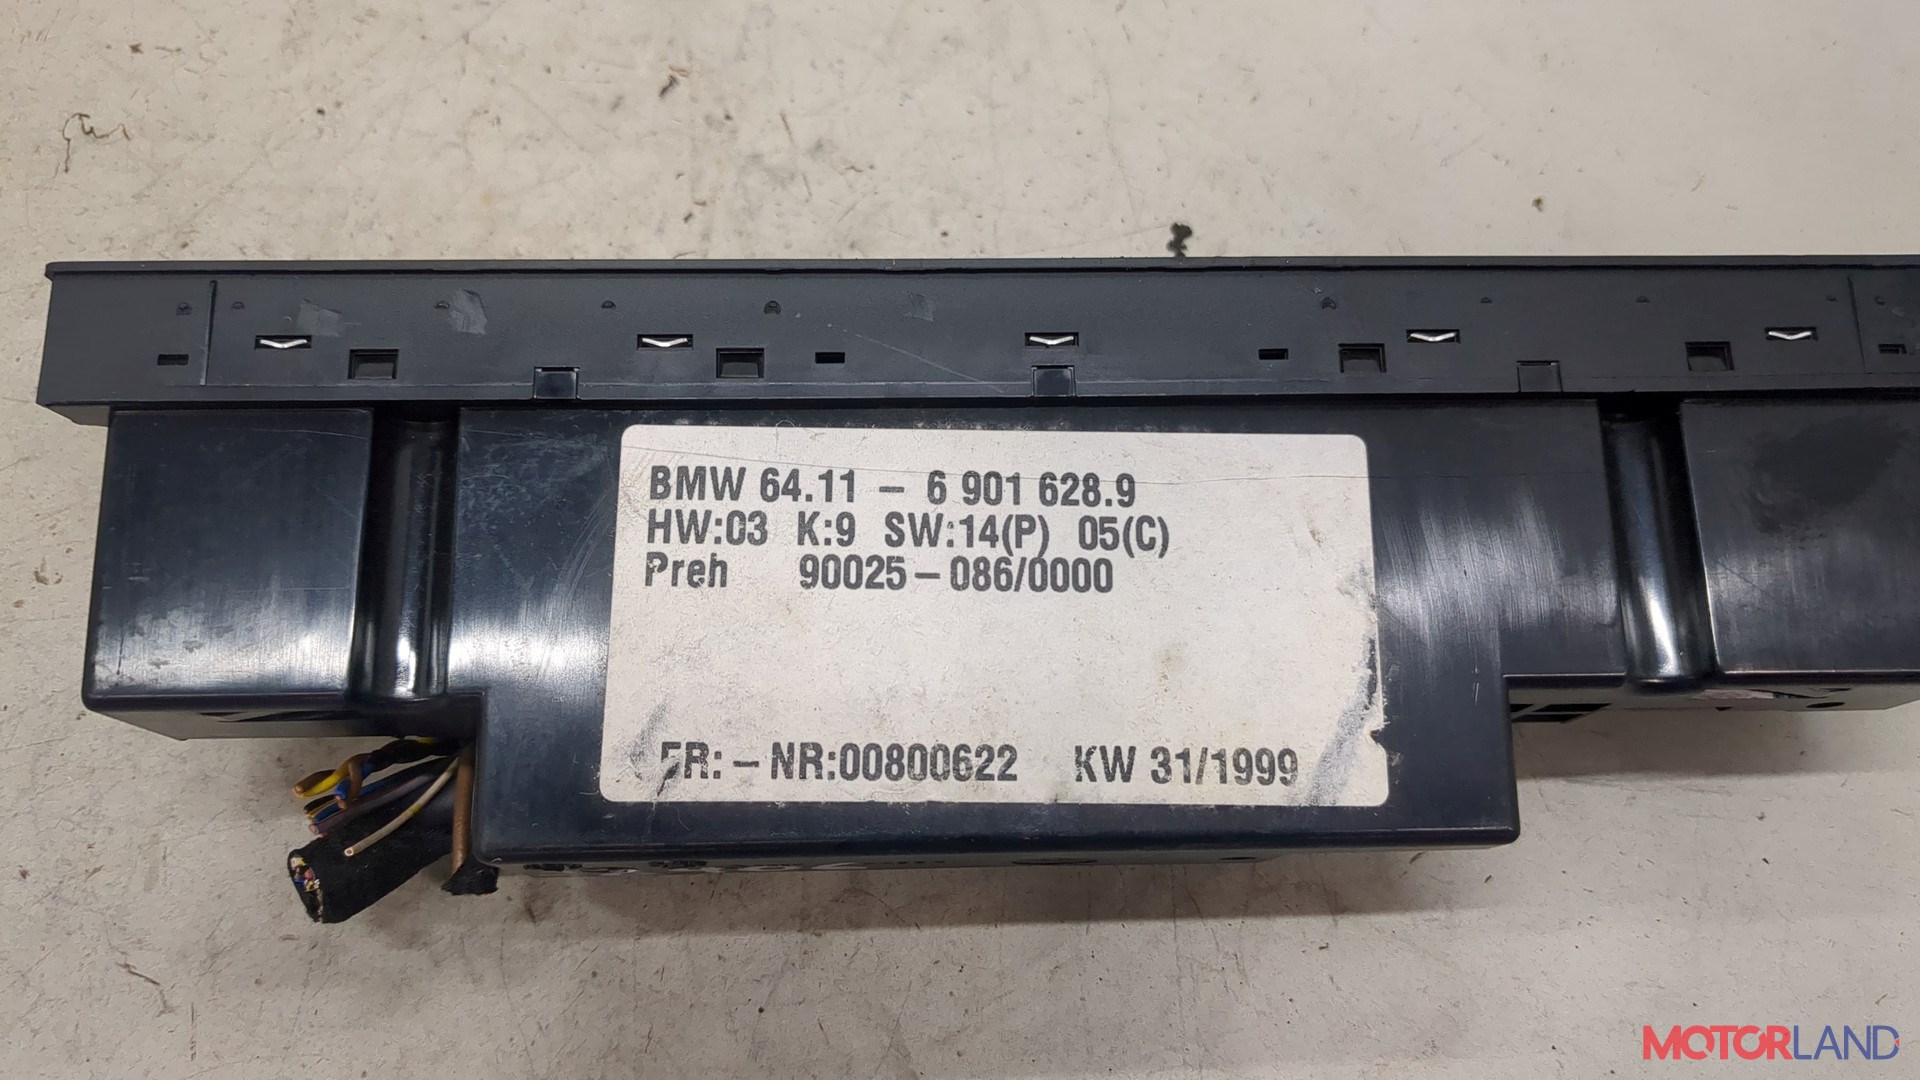 BMW 64.11 – 6 901 628.9
HW:03 K:9 SW:14(P) 05(C)
Preh 90025 – 086/0000
FR: – NR:00800622 KW 31/1999
MOTORLAND